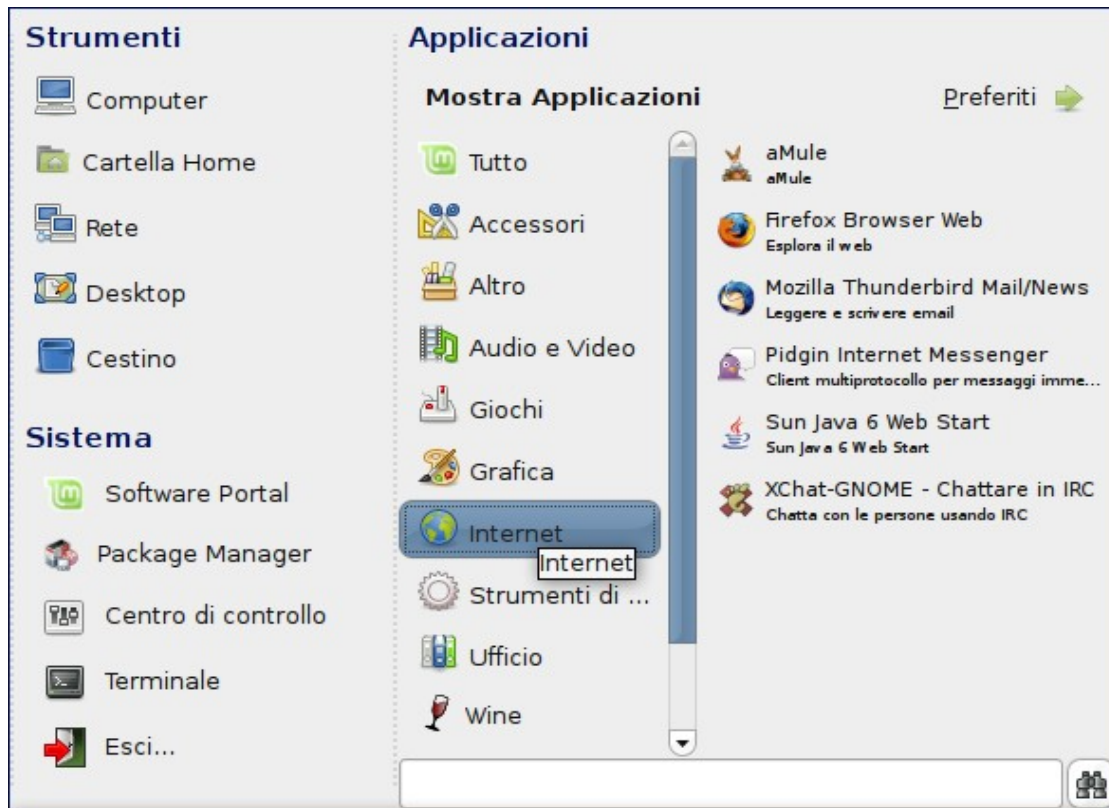 Strumenti
Computer
Cartella Home
Rete
Desktop
Cestino
Sistema
Software Portal
Package Manager
Centro di controllo
Terminale
Esci...
Applicazioni
Mostra Applicazioni
Preferiti
Tutto
Accessori
Altro
Audio e Video
Giochi
Grafica
Internet
Internet
Strumenti di ...
Ufficio
Wine
aMule
aMule
Firefox Browser Web
Esplora il web
Mozilla Thunderbird Mail/News
Leggere e scrivere email
Pidgin Internet Messenger
Client multiprotocollo per messaggi imme...
Sun Java 6 Web Start
Sun Java 6 Web Start
XChat-GNOME - Chattare in IRC
Chatta con le persone usando IRC